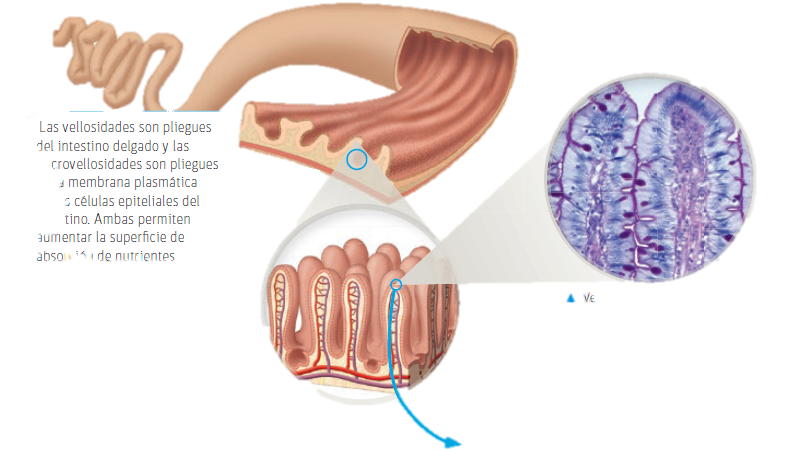 Las vellosidades son pliegues
del intestino delgado y las
crovellosidades son pliegues
membrana plasmática
células epiteliales del
tino. Ambas permiten
aumentar la superficie de
de nutrientes
Ve